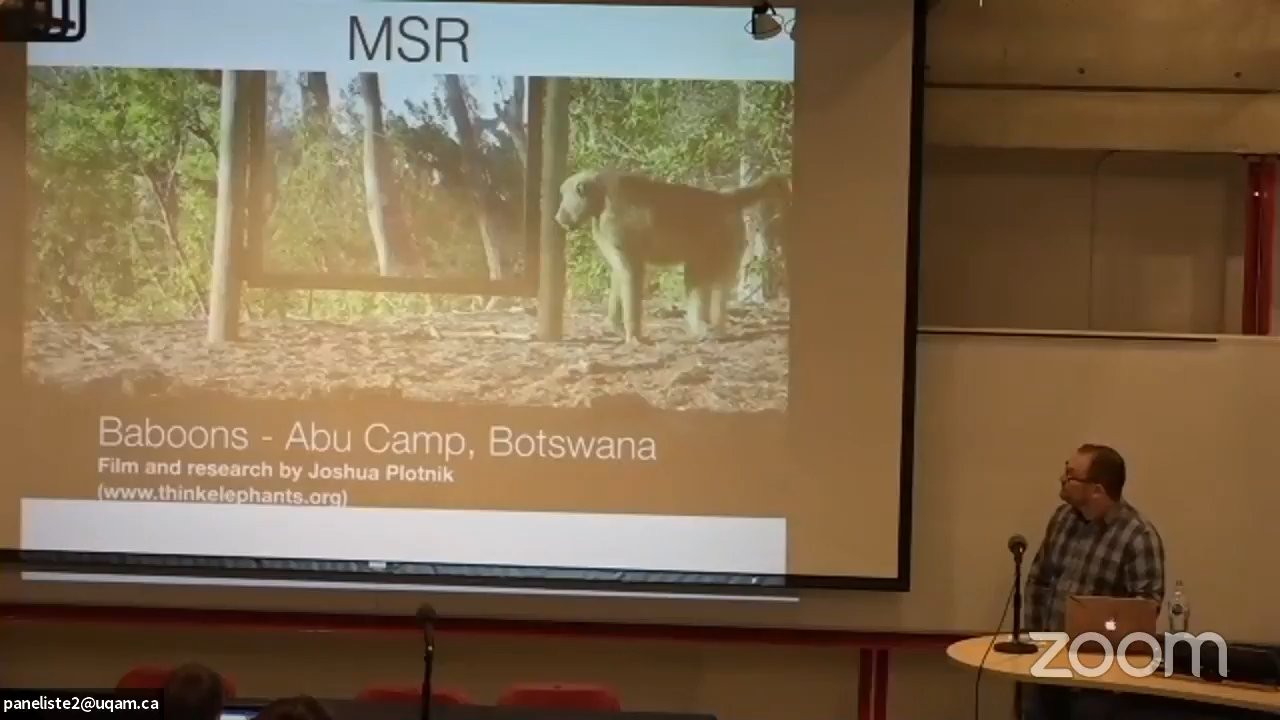 MSR
Baboons - Abu Camp, Botswana
Film and research by Joshua Plotnik
(www.thinkelephants.org)
zoom
paneliste2@uqam.ca